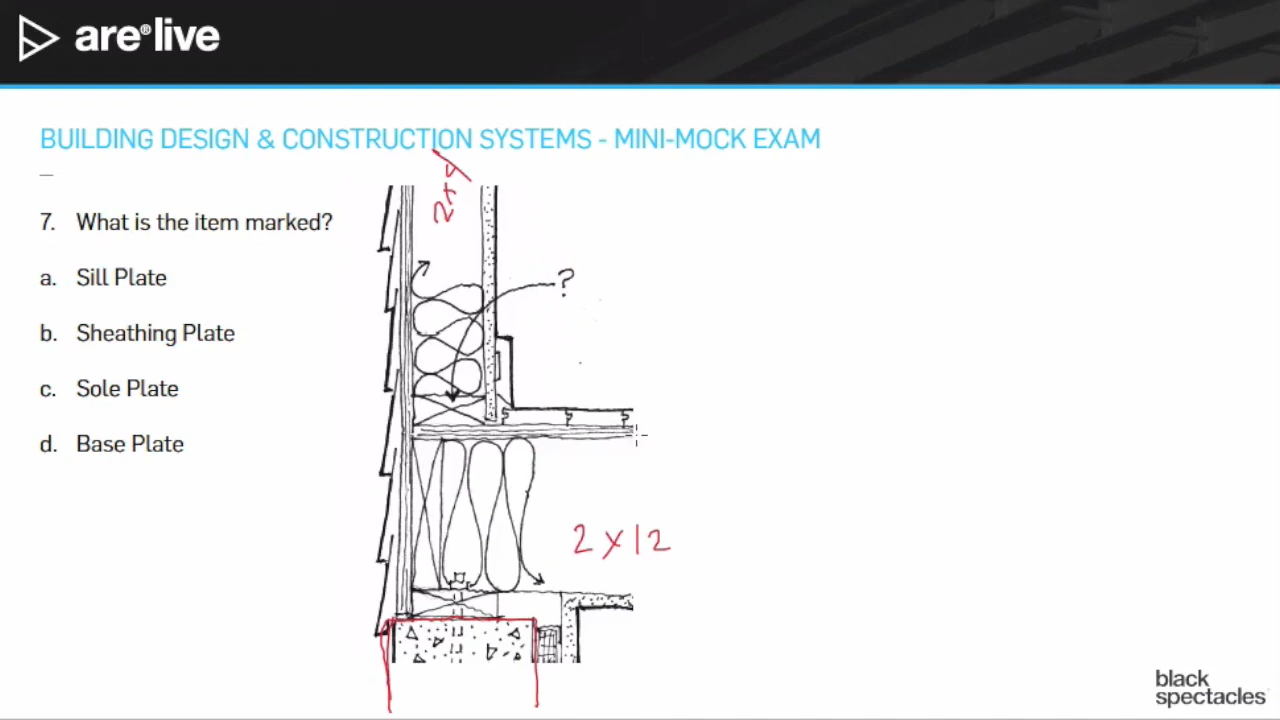 are®live
BUILDING DESIGN & CONSTRUCTION SYSTEMS - MINI-MOCK EXAM
7. What is the item marked?
a. Sill Plate
b. Sheathing Plate
c. Sole Plate
d. Base Plate
2x4
?
2x12
black
spectacles